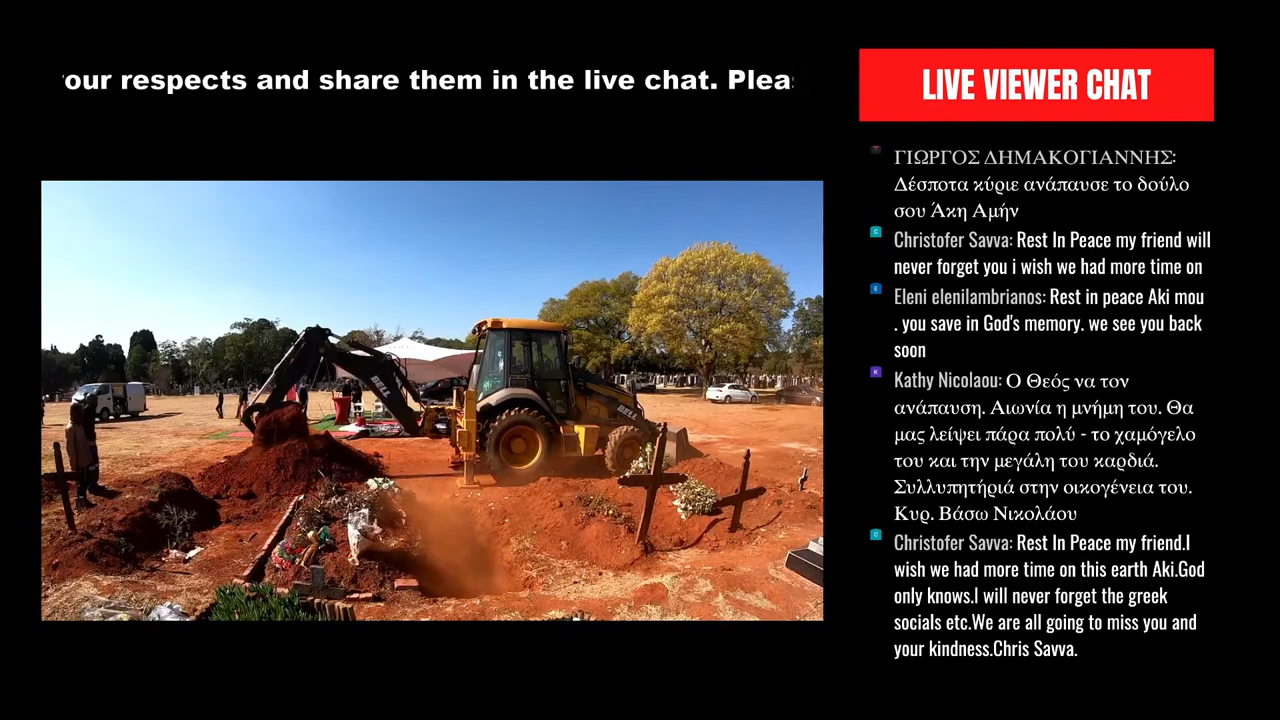 our respects and share them in the live chat. Pleas
LIVE VIEWER CHAT
ΓΙΩΡΓΟΣ ΔΗΜΑΚΟΓΙΑΝΝΗΣ:
Δέσποτα κύριε ανάπαυσε το δούλο
σου Άκη Αμήν
C
Christofer Savva: Rest In Peace my friend will
never forget you i wish we had more time on
E
Eleni elenilambrianos: Rest in peace Aki mou
. you save in God's memory. we see you back
soon
K
Kathy Nicolaou: Ο Θεός να τον
ανάπαυση. Αιωνία η μνήμη του. Θα
μας λείψει πάρα πολύ - το χαμόγελο
του και την μεγάλη του καρδιά.
Συλλυπητήριά στην οικογένεια του.
Κυρ. Βάσω Νικολάου
C
Christofer Savva: Rest In Peace my friend.I
wish we had more time on this earth Aki.God
only knows.I will never forget the greek
socials etc.We are all going to miss you and
your kindness.Chris Savva.
BELL
BELL